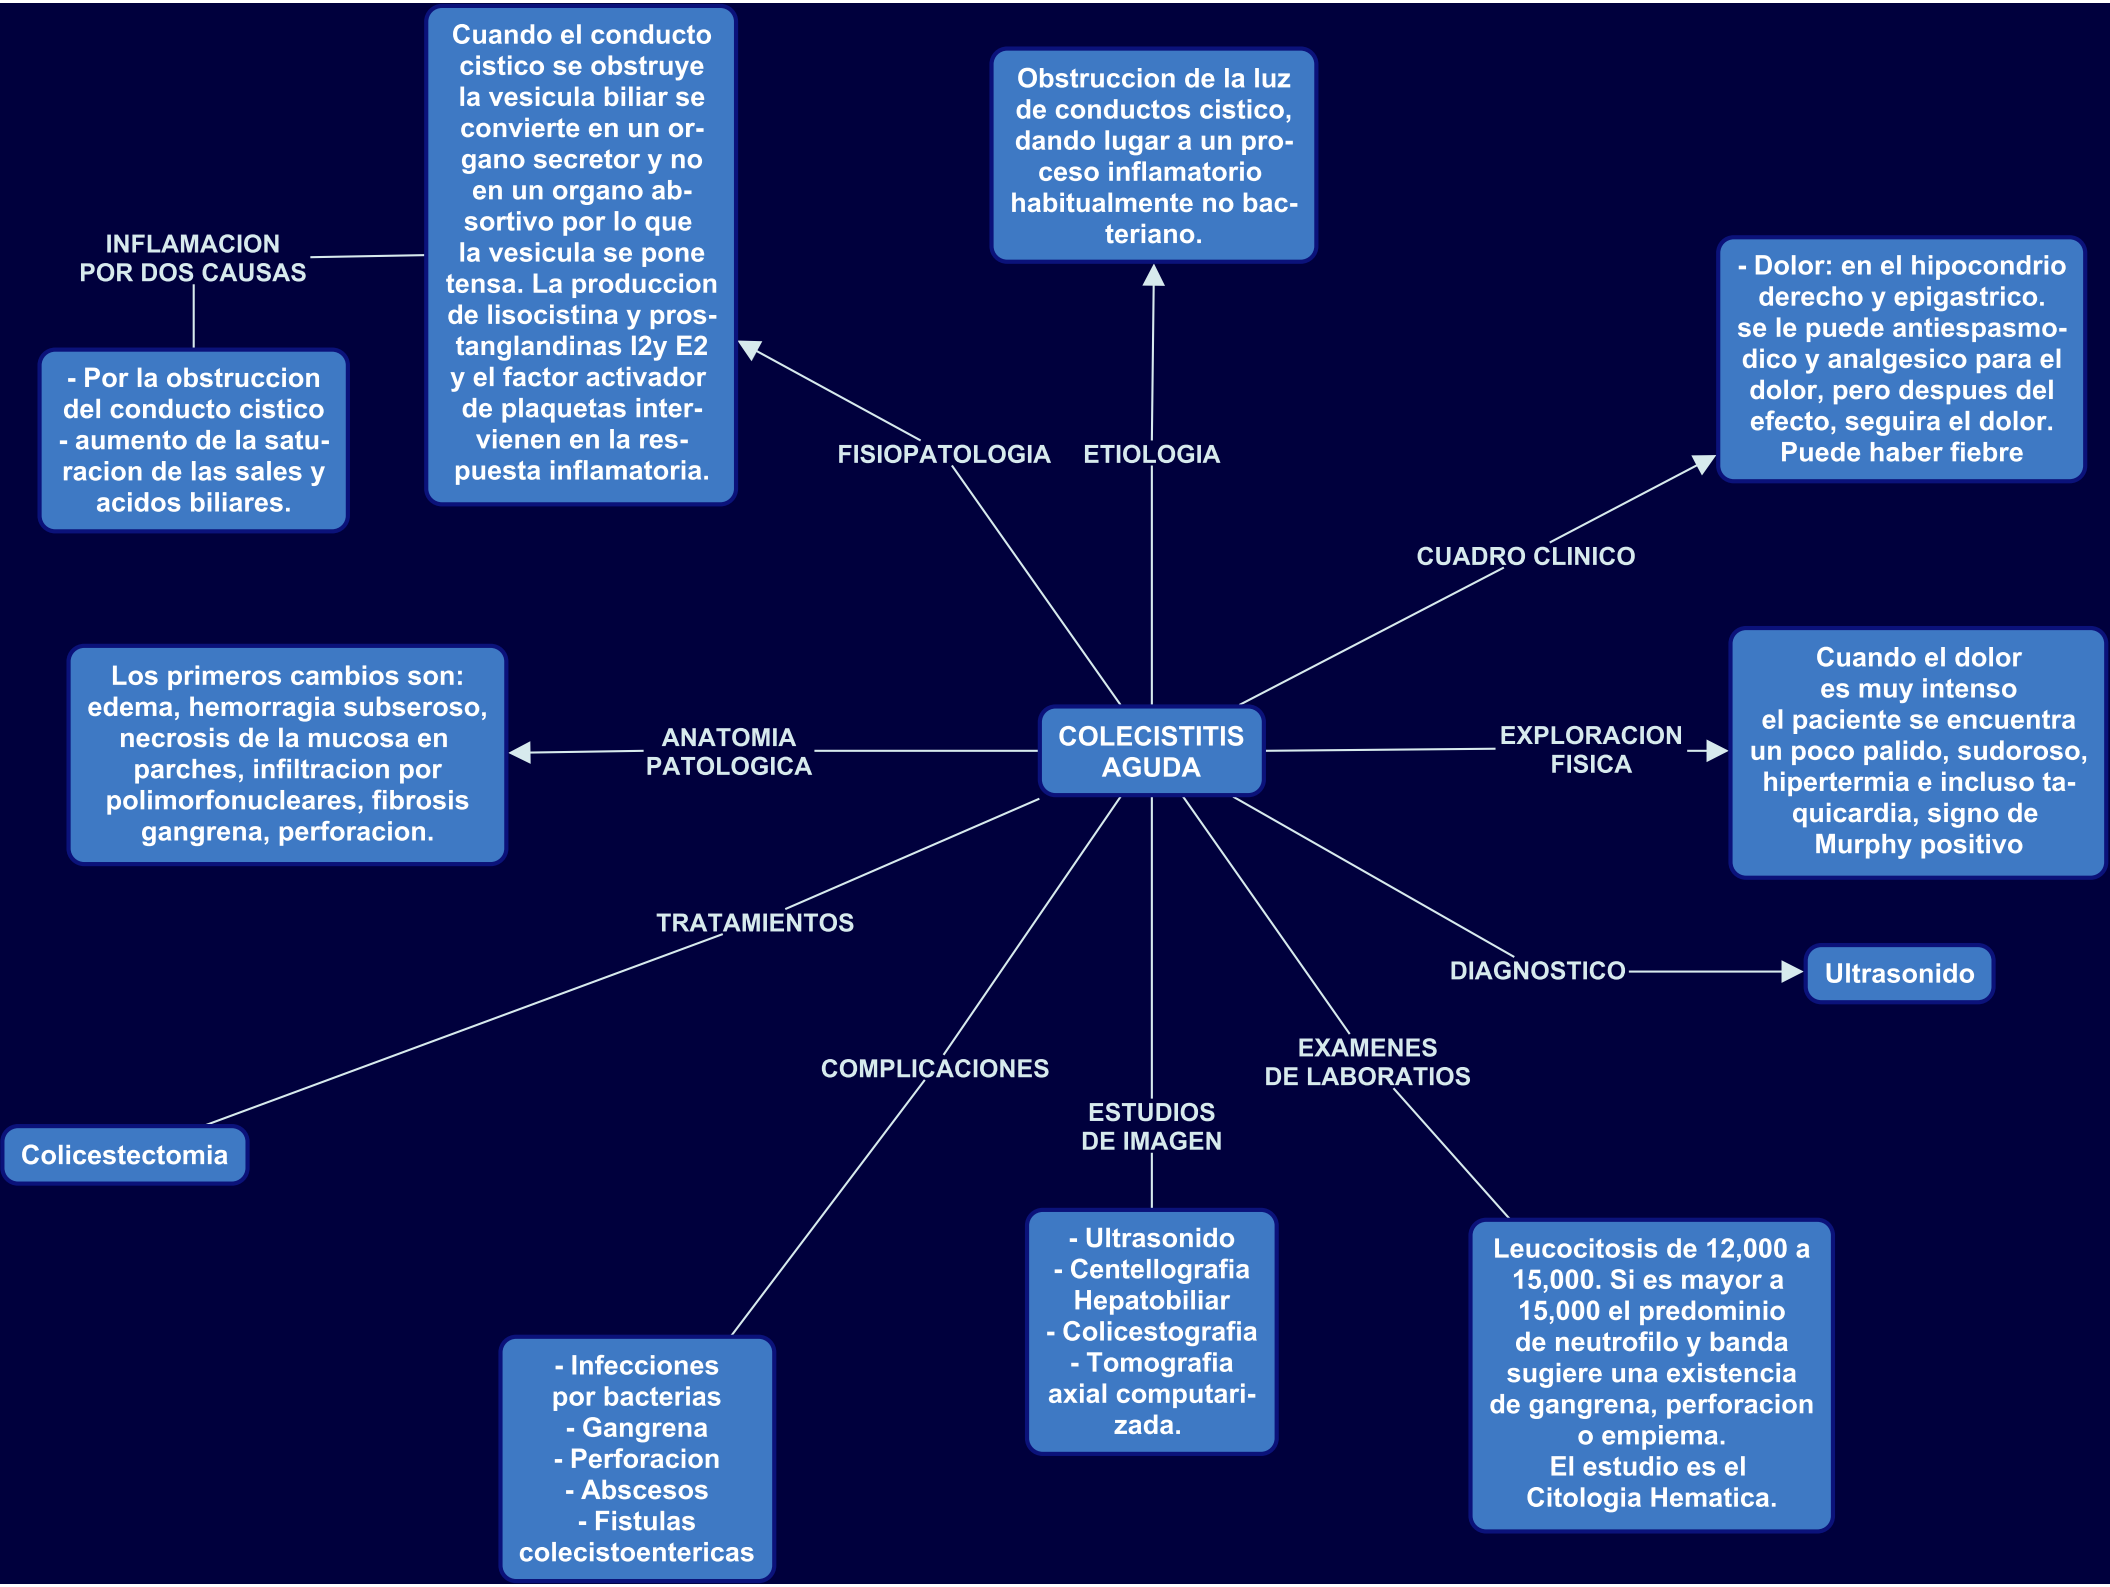 Cuando el conducto
cistico se obstruye
la vesicula biliar se
convierte en un or-
gano secretor y no
en un organo ab-
sortivo por lo que
la vesicula se pone
tensa. La produccion
de lisocistina y pros-
tanglandinas I2y E2
y el factor activador
de plaquetas inter-
vienen en la res-
puesta inflamatoria.
Obstruccion de la luz
de conductos cistico,
dando lugar a un pro-
ceso inflamatorio
habitualmente no bac-
teriano.
INFLAMACION
POR DOS CAUSAS
- Dolor: en el hipocondrio
derecho y epigastrico.
se le puede antiespasmo-
dico y analgesico para el
dolor, pero despues del
efecto, seguira el dolor.
Puede haber fiebre
- Por la obstruccion
del conducto cistico
- aumento de la satu-
racion de las sales y
acidos biliares.
FISIOPATOLOGIA
ETIOLOGIA
CUADRO CLINICO
Los primeros cambios son:
edema, hemorragia subseroso,
necrosis de la mucosa en
parches, infiltracion por
polimorfonucleares, fibrosis
gangrena, perforacion.
ANATOMIA
PATOLOGICA
COLECISTITIS
AGUDA
EXPLORACION
FISICA
Cuando el dolor
es muy intenso
el paciente se encuentra
un poco palido, sudoroso,
hipertermia e incluso ta-
quicardia, signo de
Murphy positivo
TRATAMIENTOS
DIAGNOSTICO
Ultrasonido
COMPLICACIONES
EXAMENES
DE LABORATIOS
ESTUDIOS
DE IMAGEN
Colicestectomia
- Ultrasonido
- Centellografia
Hepatobiliar
- Colicestografia
- Tomografia
axial computari-
zada.
Leucocitosis de 12,000 a
15,000. Si es mayor a
15,000 el predominio
de neutrofilo y banda
sugiere una existencia
de gangrena, perforacion
o empiema.
El estudio es el
Citologia Hematica.
- Infecciones
por bacterias
- Gangrena
- Perforacion
- Abscesos
- Fistulas
colecistoentericas